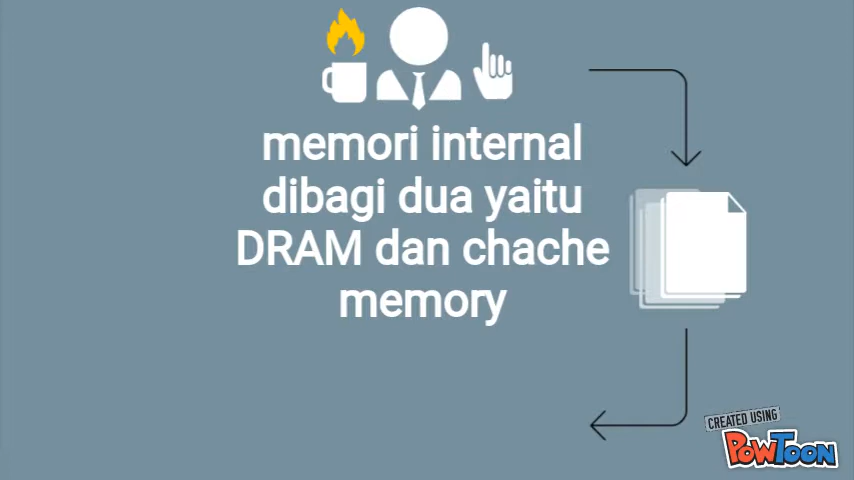 memori internal
dibagi dua yaitu
DRAM dan chache
memory
CREATED USING
POWTOON